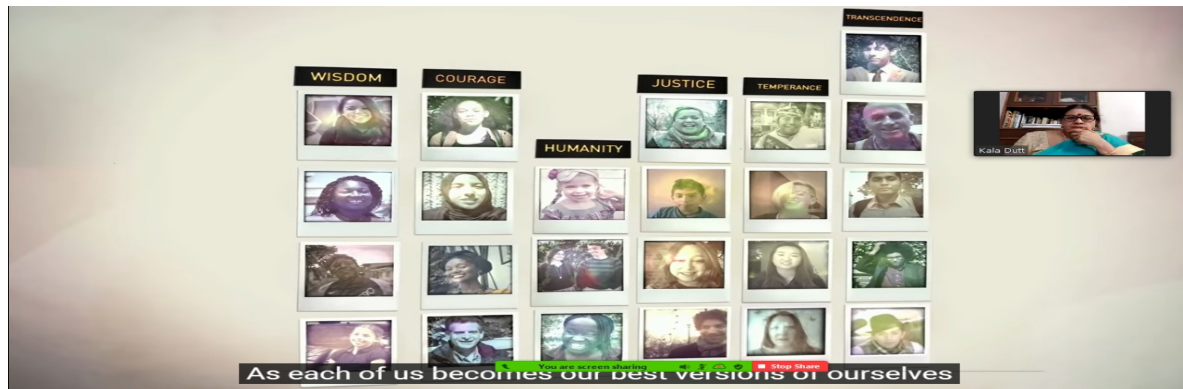 TRANSCENDENCE
WISDOM COURAGE JUSTICE TEMPERANCE
HUMANITY
Kala Dutt
You are screen sharing Stop Share
As each of us becomes our best versions of ourselves